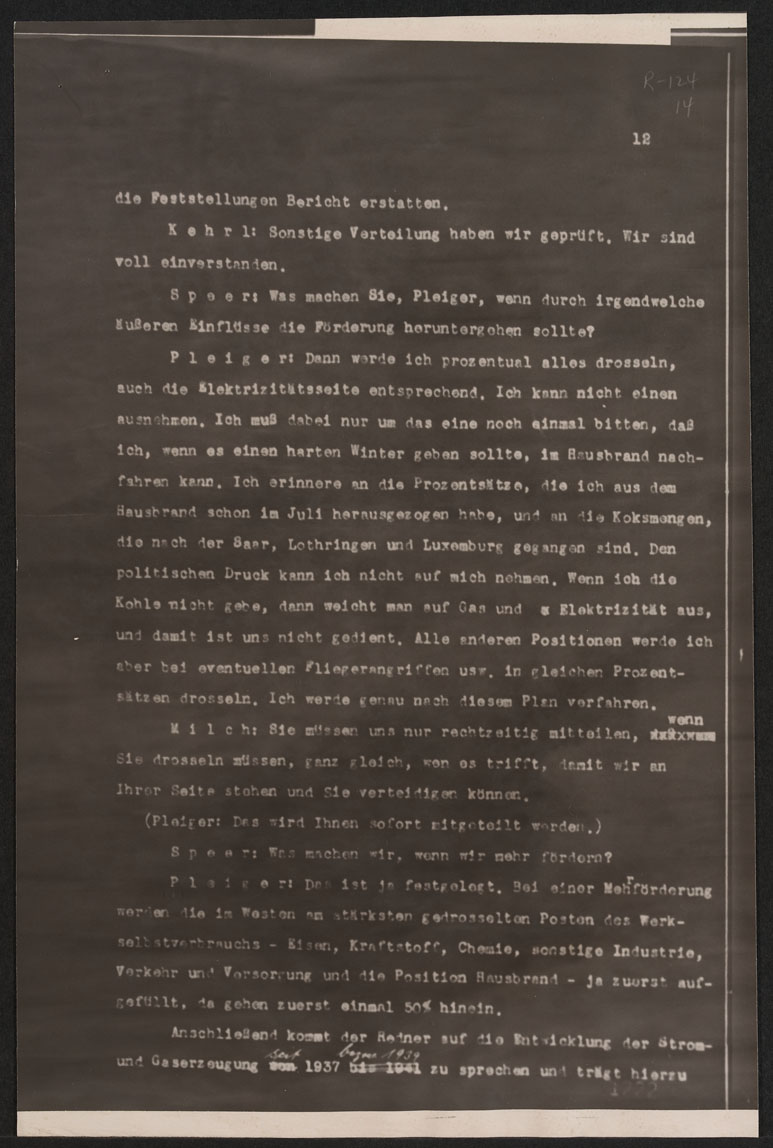 R-124
14
12
die Feststellungen Bericht erstatten.
K e h r l: Sonstige Verteilung haben wir geprüft. Wir sind
voll einverstanden.
S p e e r: Was machen Sie, Pleiger, wenn durch irgendwelche
äußeren Einflüsse die Förderung heruntergehen sollte?
P l e i g e r: Dann werde ich prozentual alles drosseln,
auch die Elektrizitätsseite entsprechend. Ich kann nicht einen
ausnehmen. Ich muß dabei nur um das eine noch einmal bitten, daß
ich, wenn es einen harten Winter geben sollte, im Hausbrand nach-
fahren kann. Ich erinnere an die Prozentsätze, die ich aus dem
Hausbrand schon im Juli herausgezogen habe, und an die Koksmengen,
die nach der Saar, Lothringen und Luxemburg gegangen sind. Den
politischen Druck kann ich nicht auf mich nehmen. Wenn ich die
Kohle nicht gebe, dann weicht man auf Gas und Elektrizität aus,
und damit ist uns nicht gedient. Alle anderen Positionen werde ich
aber bei eventuellen Fliegerangriffen usw. in gleichen Prozent-
sätzen drosseln. Ich werde genau nach diesem Plan verfahren.
wenn
M i l c h: Sie müssen uns nur rechtzeitig mitteilen,
Sie drosseln müssen, ganz gleich, wen es trifft, damit wir an
Ihrer Seite stehen und Sie verteidigen können.
(Pleiger: Das wird Ihnen sofort mitgeteilt werden.)
S p e e r: Was machen wir, wenn wir mehr fördern?
P l e i g e r: Das ist ja festgelegt. Bei einer Mehrförderung
werden die im Westen am stärksten gedrosselten Posten des Werk-
selbstverbrauchs - Eisen, Kraftstoff, Chemie, sonstige Industrie,
Verkehr und Versorgung und die Position Hausbrand - ja zuerst auf-
gefüllt, da gehen zuerst einmal 50% hinein.
Anschließend kommt der Redner auf die Entwicklung der Strom-
seit bezw. 1939
und Gaserzeugung von 1937 bis 1941 zu sprechen und trägt hierzu